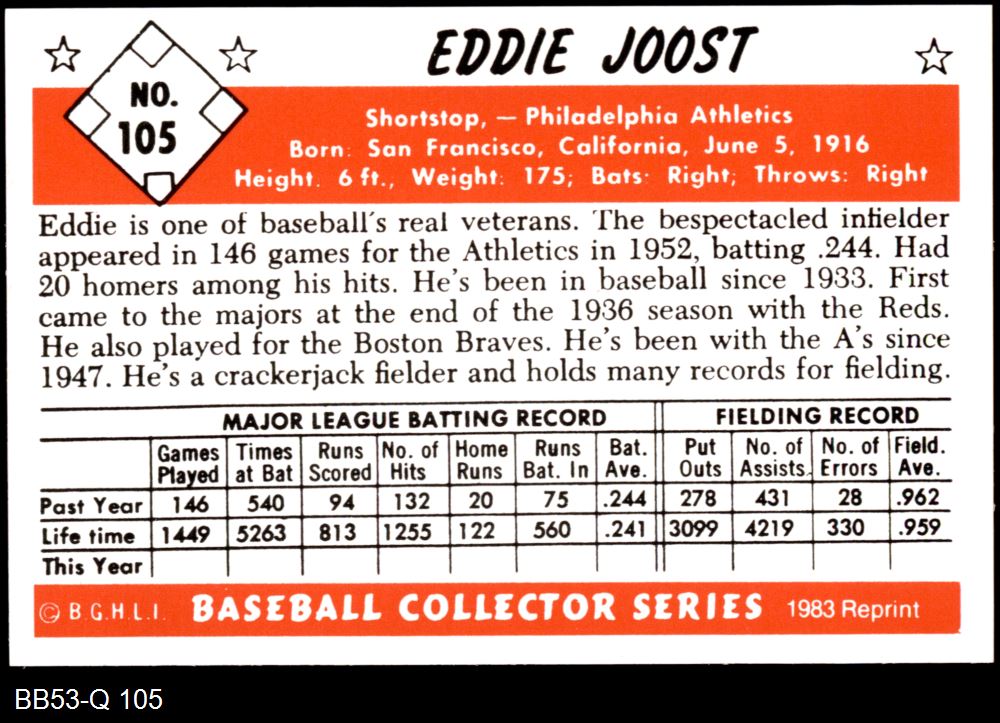 EDDIE JOOST
NO.
105
Shortstop, — Philadelphia Athletics
Born: San Francisco, California, June 5, 1916
Height: 6 ft., Weight: 175; Bats: Right; Throws: Right
Eddie is one of baseball's real veterans. The bespectacled infielder
appeared in 146 games for the Athletics in 1952, batting .244. Had
20 homers among his hits. He's been in baseball since 1933. First
came to the majors at the end of the 1936 season with the Reds.
He also played for the Boston Braves. He's been with the A's since
1947. He's a crackerjack fielder and holds many records for fielding.
MAJOR LEAGUE BATTING RECORD FIELDING RECORD
Games Times Runs No. of Home Runs Bat. Put No. of No. of Field.
Played at Bat Scored Hits Runs Bat. In Ave. Outs Assists Errors Ave.
Past Year 146 540 94 132 20 75 .244 278 431 28 .962
Life time 1449 5263 813 1255 122 560 .241 3099 4219 330 .959
This Year
© B.G.H.L.I. BASEBALL COLLECTOR SERIES 1983 Reprint
BB53-Q 105